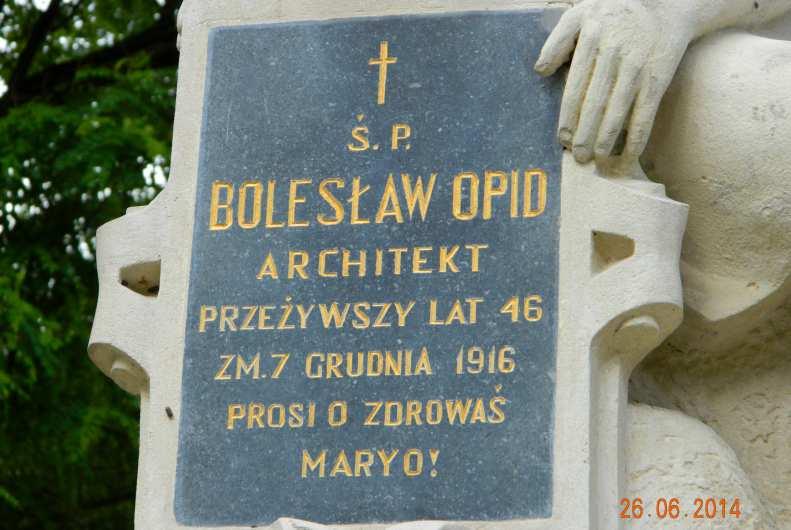 Ś. P.
BOLESŁAW OPID
ARCHITEKT
PRZEŻYWSZY LAT 46
ZM. 7 GRUDNIA 1916
PROSI O ZDROWAŚ
MARYO!
26.06.2014